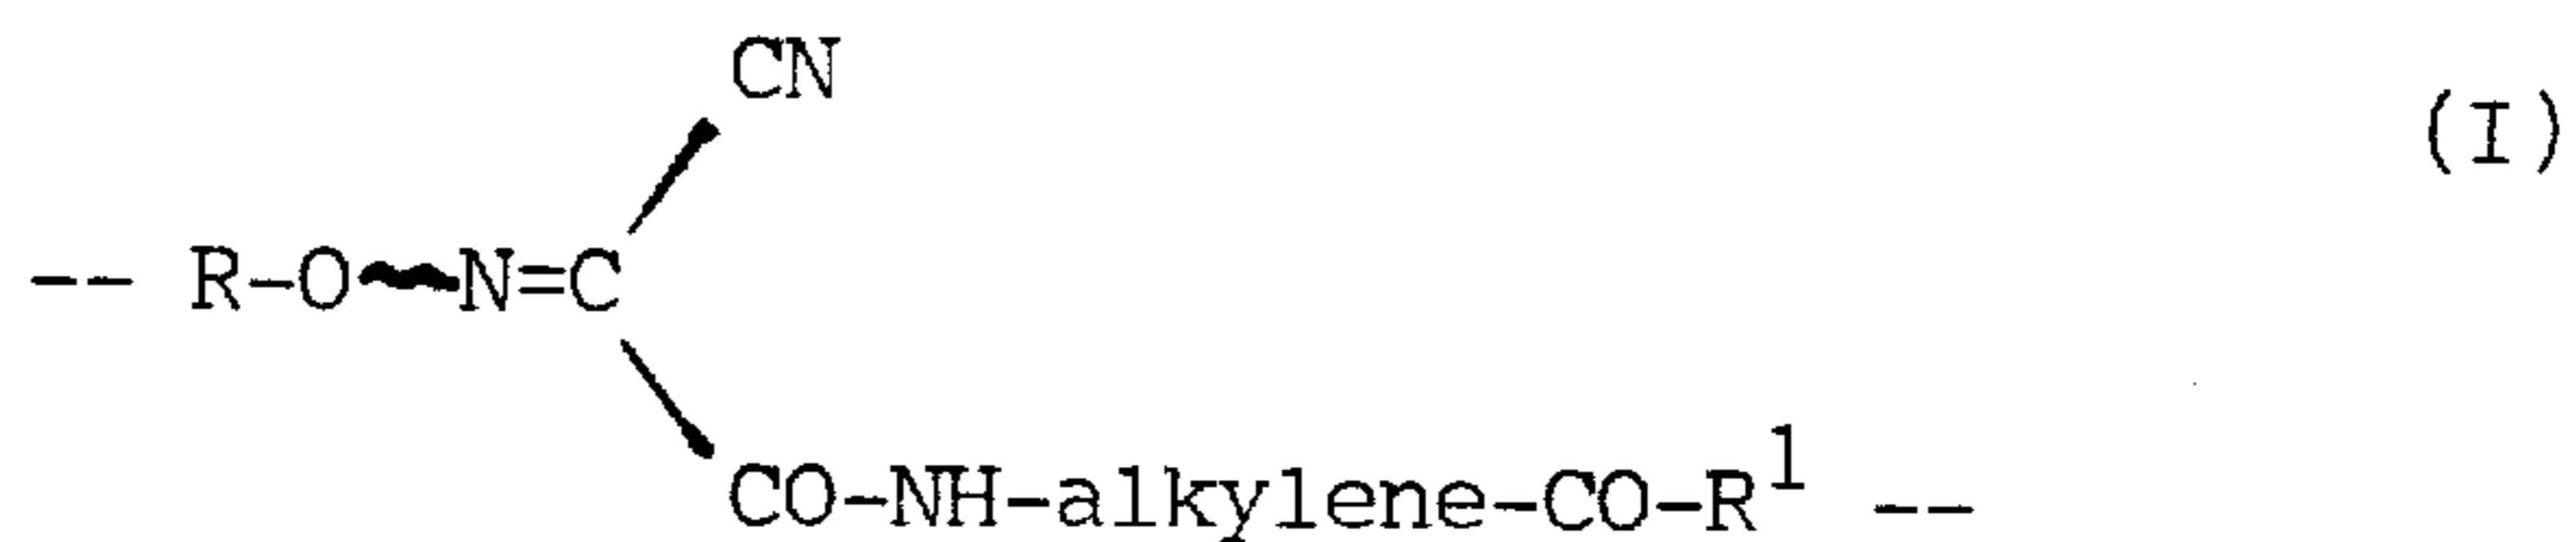 CN
(I)
-- R-O~N=C
CO-NH-alkylene-CO-R¹ --